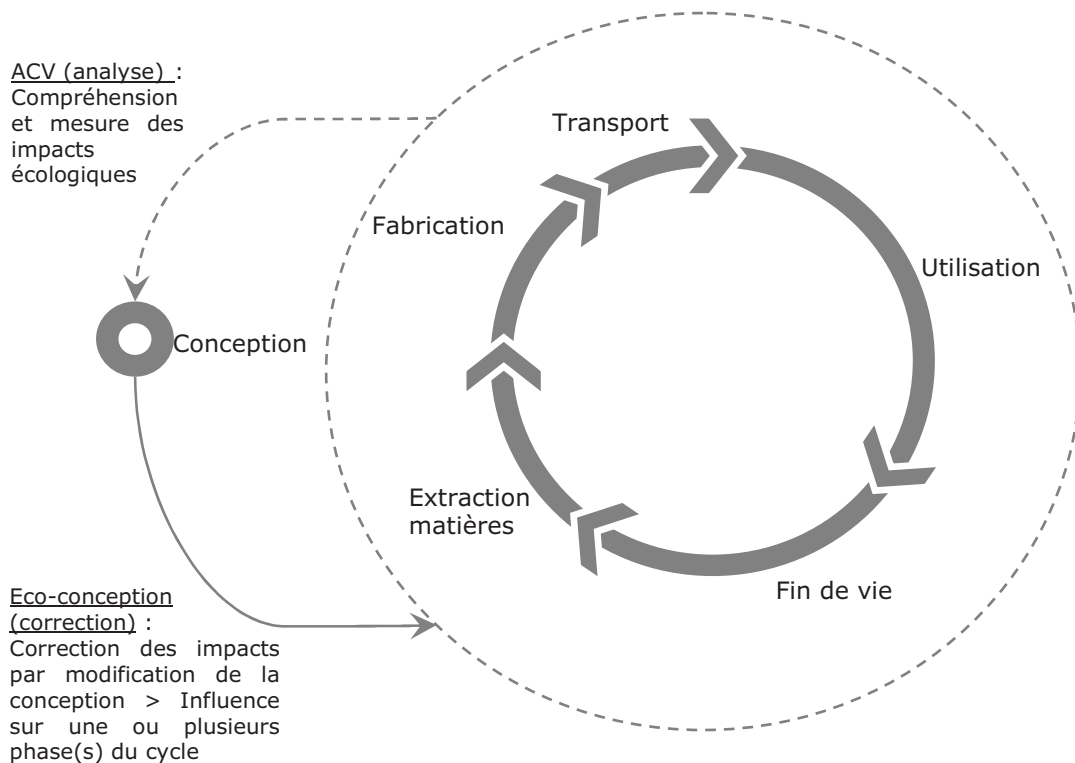 ACV (analyse) :
Compréhension
et mesure des
impacts
écologiques
Transport
Fabrication
Utilisation
Conception
Extraction
matières
Fin de vie
Eco-conception
(correction) :
Correction des impacts
par modification de la
conception > Influence
sur une ou plusieurs
phase(s) du cycle